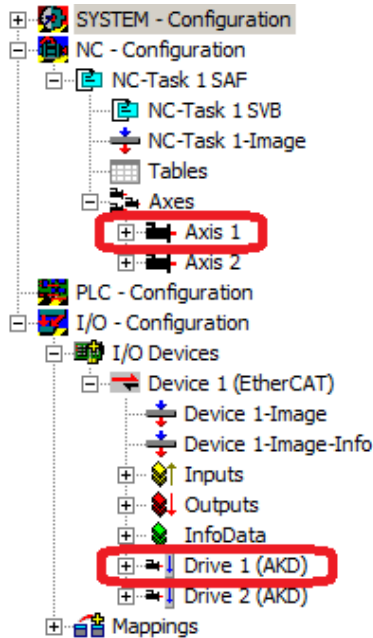 SYSTEM - Configuration
NC - Configuration
NC-Task 1 SAF
NC-Task 1 SVB
NC-Task 1-Image
Tables
Axes
Axis 1
Axis 2
PLC - Configuration
I/O - Configuration
I/O Devices
Device 1 (EtherCAT)
Device 1-Image
Device 1-Image-Info
Inputs
Outputs
InfoData
Drive 1 (AKD)
Drive 2 (AKD)
Mappings